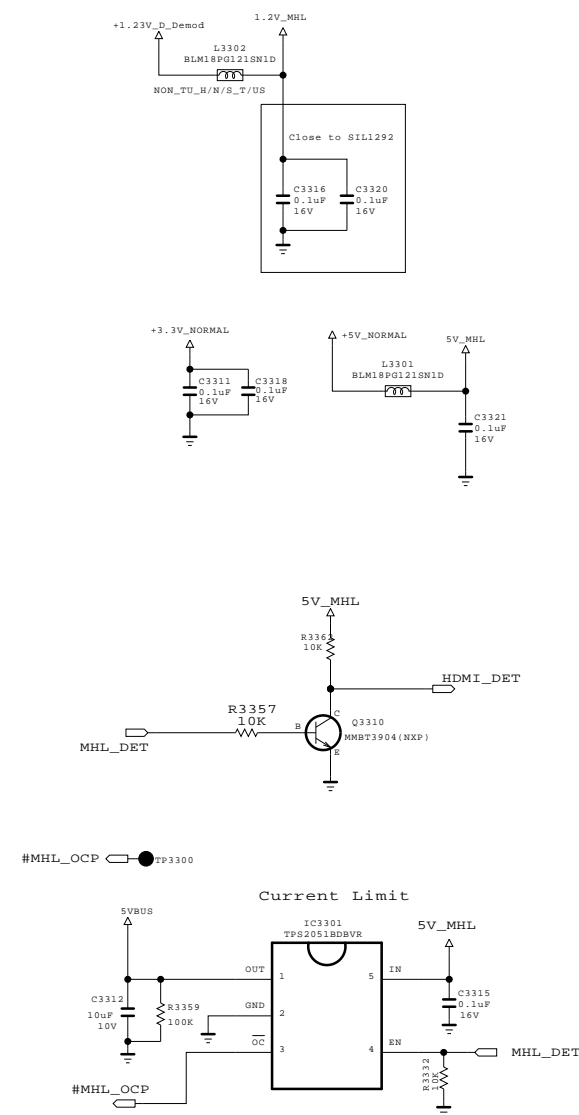 +1.23V_D_Demod
1.2V_MHL
L3302
BLM18PG121SN1D
NON_TU_H/N/S_T/US
Close to SIL1292
C3316
0.1uF
16V
C3320
0.1uF
16V
+3.3V_NORMAL
C3311
0.1uF
16V
C3318
0.1uF
16V
+5V_NORMAL
5V_MHL
L3301
BLM18PG121SN1D
C3321
0.1uF
16V
5V_MHL
R3362
10K
HDMI_DET
R3357
10K
MHL_DET
B
C
E
Q3310
MMBT3904(NXP)
#MHL_OCP
TP3300
Current Limit
5VBUS
IC3301
TPS2051BDBVR
5V_MHL
OUT
1
5
IN
C3312
10uF
10V
R3359
100K
GND
2
C3315
0.1uF
16V
OC
3
4
EN
MHL_DET
R3332
10K
#MHL_OCP